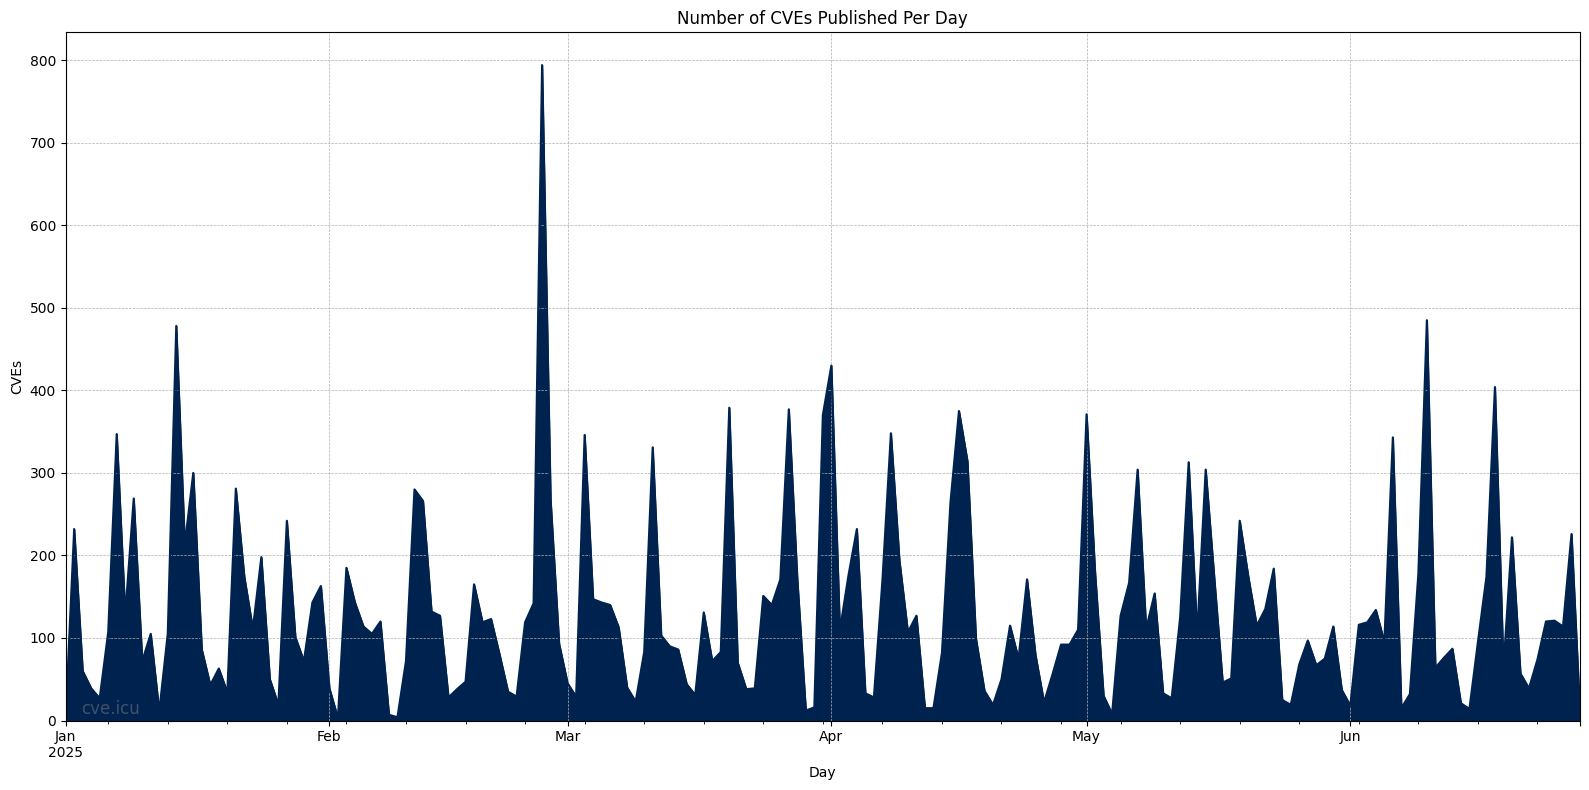 Number of CVEs Published Per Day
800
700
600
500
400
300
200
100
0
CVEs
cve.icu
Jan
2025
Feb
Mar
Apr
May
Jun
Day